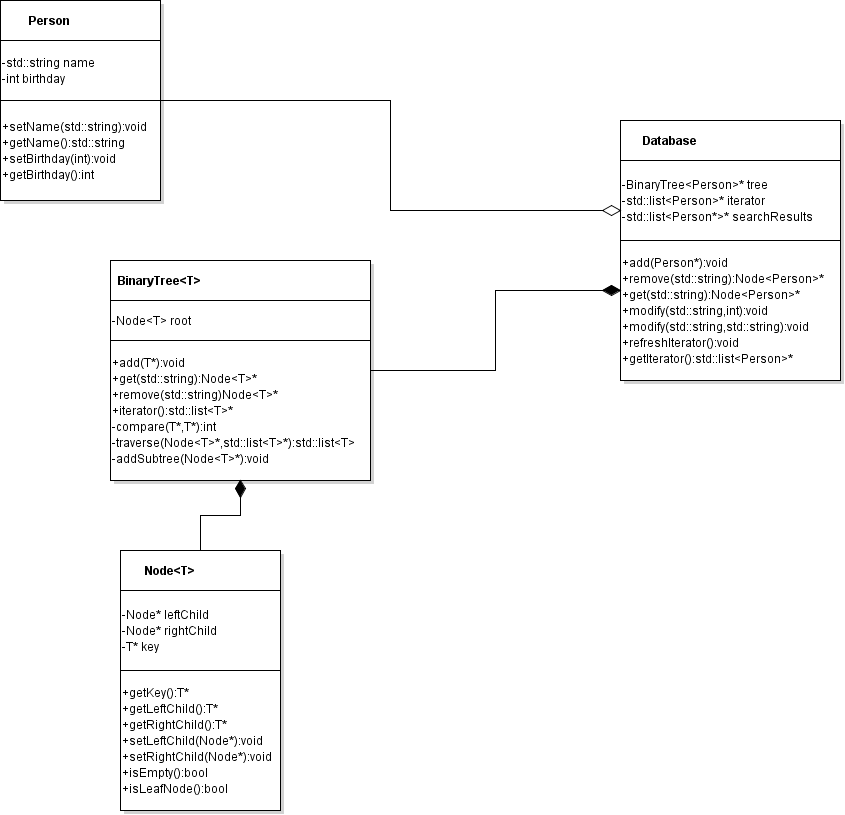 Person
-std::string name
-int birthday
+setName(std::string):void
+getName():std::string
+setBirthday(int):void
+getBirthday():int
Database
-BinaryTree<Person>* tree
-std::list<Person>* iterator
-std::list<Person*>* searchResults
+add(Person*):void
+remove(std::string):Node<Person>*
+get(std::string):Node<Person>*
+modify(std::string,int):void
+modify(std::string,std::string):void
+refreshIterator():void
+getIterator():std::list<Person>*
BinaryTree<T>
-Node<T> root
+add(T*):void
+get(std::string):Node<T>*
+remove(std::string)Node<T>*
+iterator():std::list<T>*
-compare(T*,T*):int
-traverse(Node<T>*,std::list<T>*):std::list<T>
-addSubtree(Node<T>*):void
Node<T>
-Node* leftChild
-Node* rightChild
-T* key
+getKey():T*
+getLeftChild():T*
+getRightChild():T*
+setLeftChild(Node*):void
+setRightChild(Node*):void
+isEmpty():bool
+isLeafNode():bool